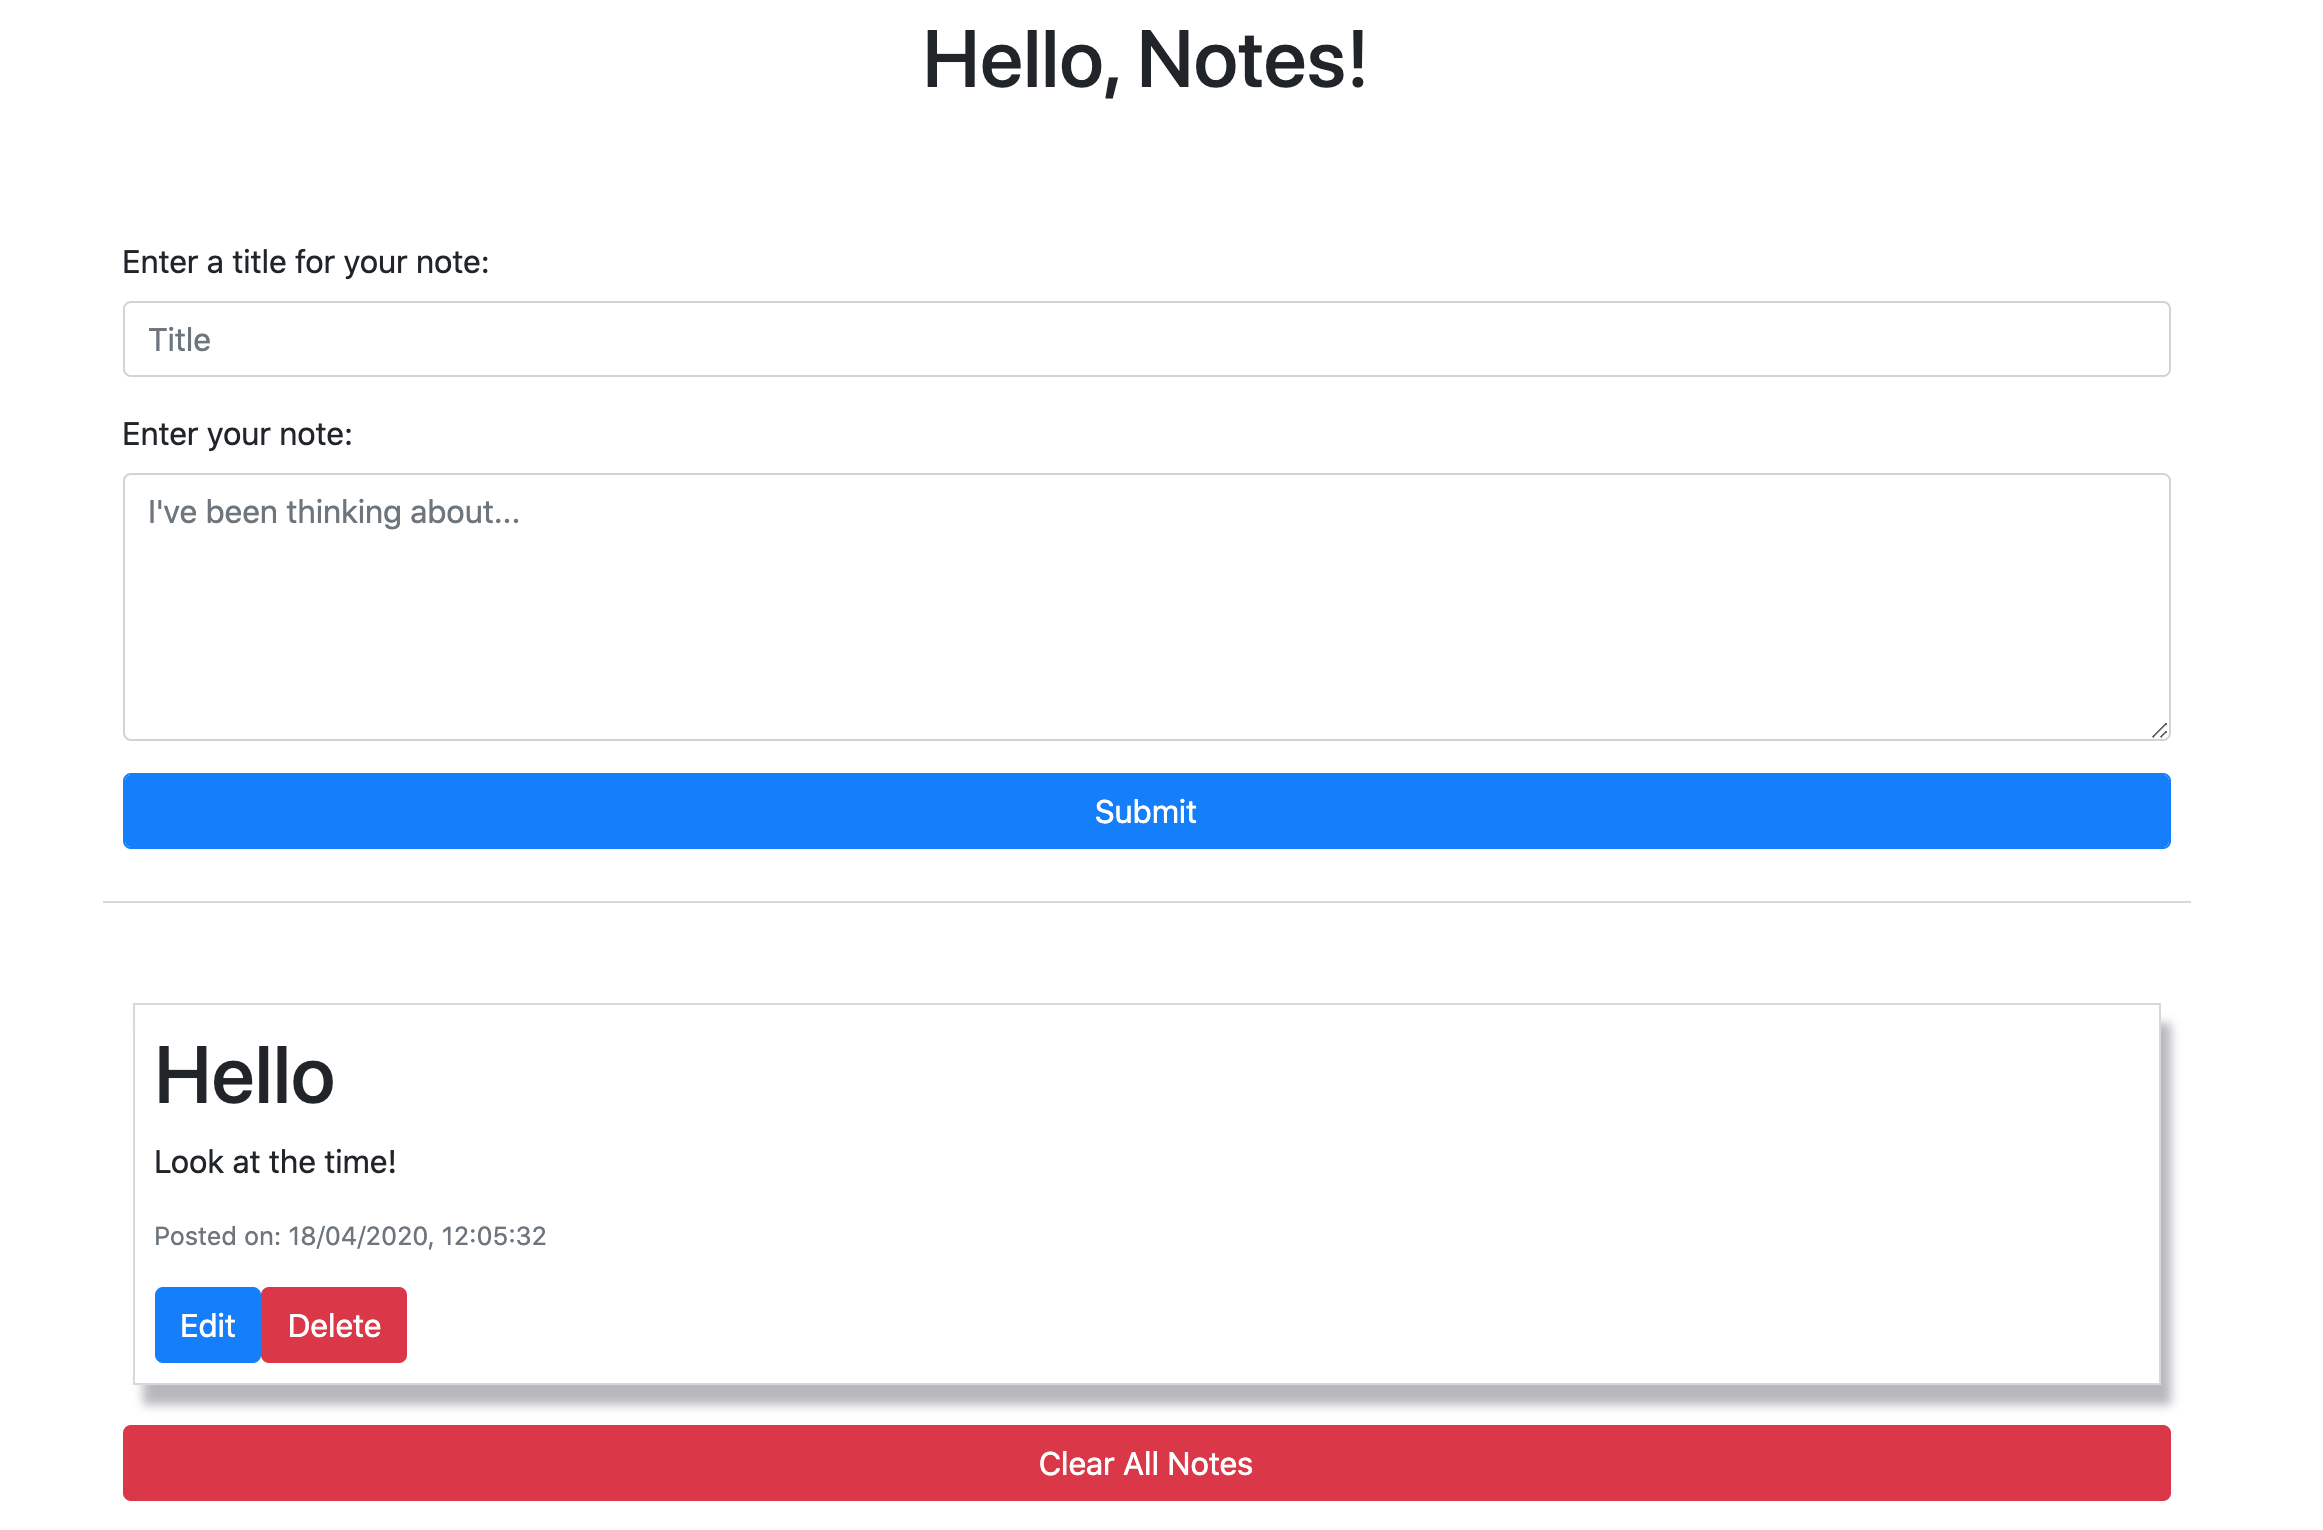 Hello, Notes!
Enter a title for your note:
Title
Enter your note:
I've been thinking about...
Submit
Hello
Look at the time!
Posted on: 18/04/2020, 12:05:32
Edit Delete
Clear All Notes